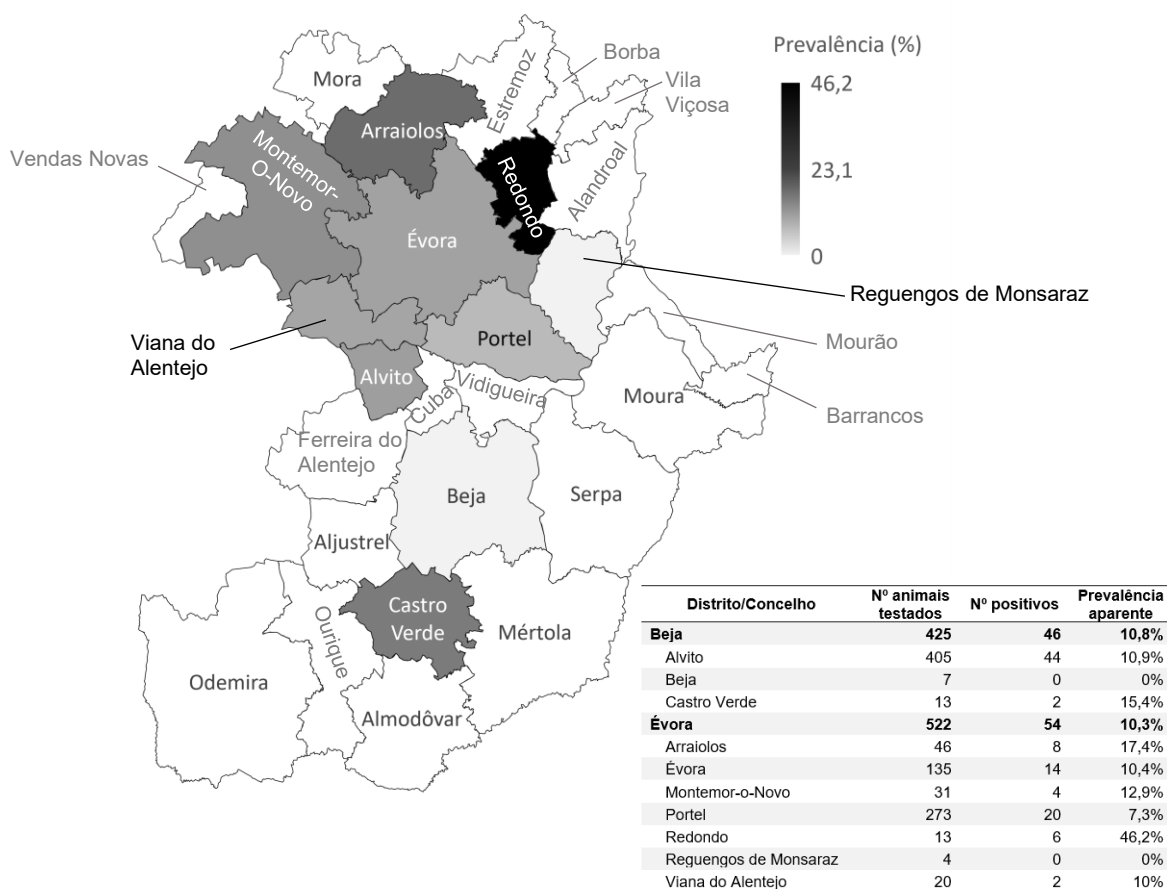 Prevalência (%)
46,2
23,1
0
Mora
Estremoz
Borba
Vila
Viçosa
Arraiolos
Vendas Novas
Montemor-
O-Novo
Redondo
Alandroal
Évora
Reguengos de Monsaraz
Viana do
Alentejo
Portel
Mourão
Alvito
Cuba
Vidigueira
Moura
Barrancos
Ferreira do
Alentejo
Beja
Serpa
Aljustrel
Castro
Verde
Ourique
Mértola
Odemira
Almodôvar
Distrito/Concelho Nº animais testados Nº positivos Prevalência aparente
Beja 425 46 10,8%
Alvito 405 44 10,9%
Beja 7 0 0%
Castro Verde 13 2 15,4%
Évora 522 54 10,3%
Arraiolos 46 8 17,4%
Évora 135 14 10,4%
Montemor-o-Novo 31 4 12,9%
Portel 273 20 7,3%
Redondo 13 6 46,2%
Reguengos de Monsaraz 4 0 0%
Viana do Alentejo 20 2 10%